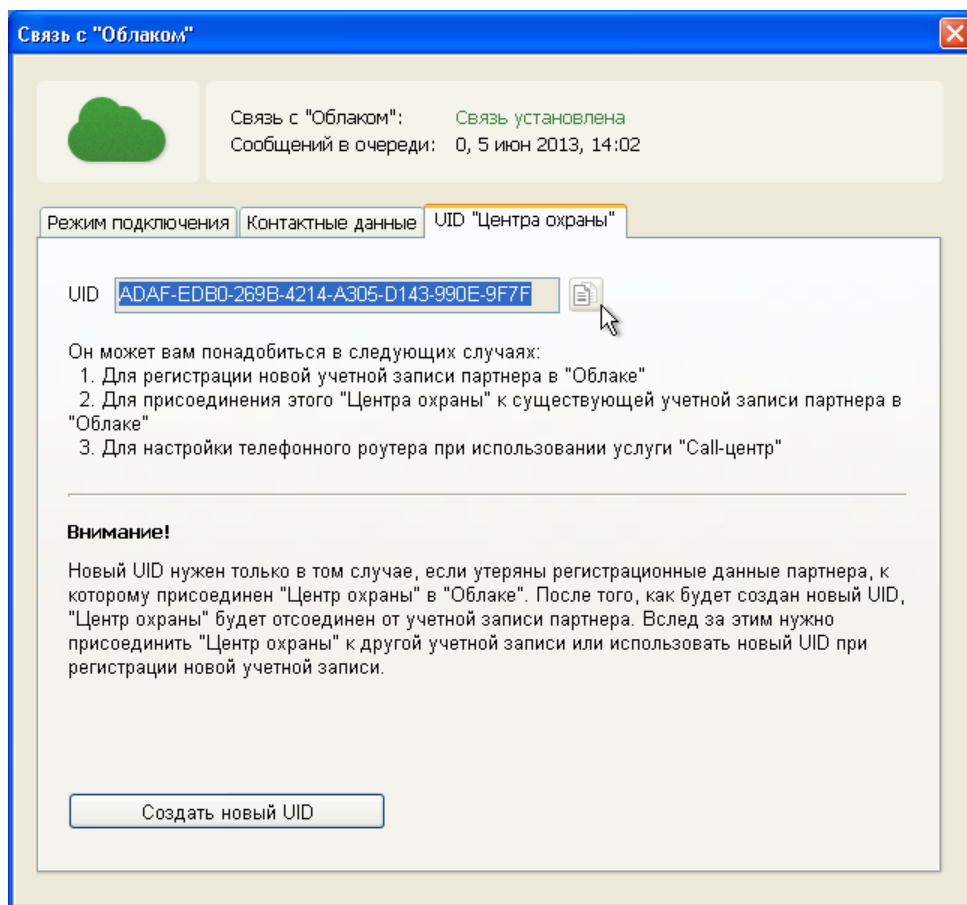 Связь с "Облаком"
Связь с "Облаком": Связь установлена
Сообщений в очереди: 0, 5 июн 2013, 14:02
Режим подключения Контактные данные UID "Центра охраны"
UID ADAF-EDB0-269B-4214-A305-D143-990E-9F7F
Он может вам понадобиться в следующих случаях:
1. Для регистрации новой учетной записи партнера в "Облаке"
2. Для присоединения этого "Центра охраны" к существующей учетной записи партнера в
"Облаке"
3. Для настройки телефонного роутера при использовании услуги "Call-центр"
Внимание!
Новый UID нужен только в том случае, если утеряны регистрационные данные партнера, к
которому присоединен "Центр охраны" в "Облаке". После того, как будет создан новый UID,
"Центр охраны" будет отсоединен от учетной записи партнера. Вслед за этим нужно
присоединить "Центр охраны" к другой учетной записи или использовать новый UID при
регистрации новой учетной записи.
Создать новый UID